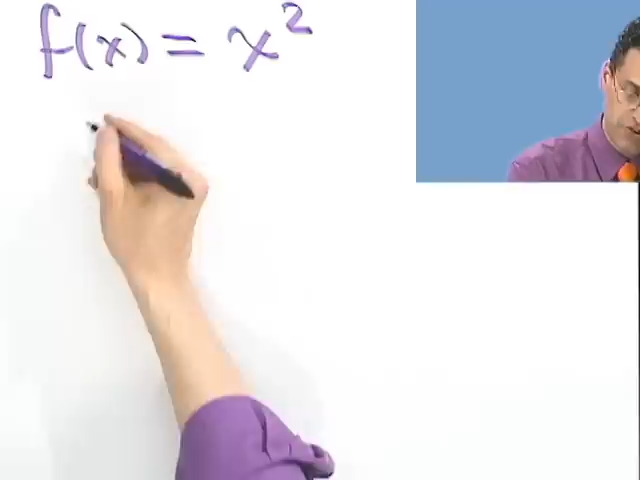 f(x) = x²